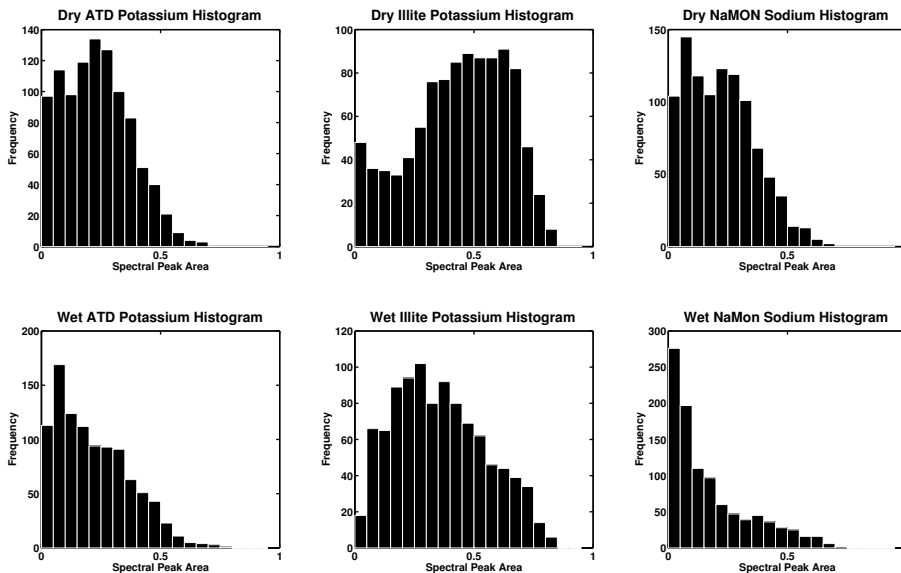 Dry ATD Potassium Histogram
140
120
100
80
60
40
20
0
Frequency
0 0.5 1
Spectral Peak Area
Dry Illite Potassium Histogram
100
80
60
40
20
0
Frequency
0 0.5 1
Spectral Peak Area
Dry NaMON Sodium Histogram
150
100
50
0
Frequency
0 0.5
Spectral Peak Area
Wet ATD Potassium Histogram
200
150
100
50
0
Frequency
0 0.5 1
Spectral Peak Area
Wet Illite Potassium Histogram
120
100
80
60
40
20
0
Frequency
0 0.5 1
Spectral Peak Area
Wet NaMon Sodium Histogram
300
250
200
150
100
50
0
Frequency
0 0.5
Spectral Peak Area